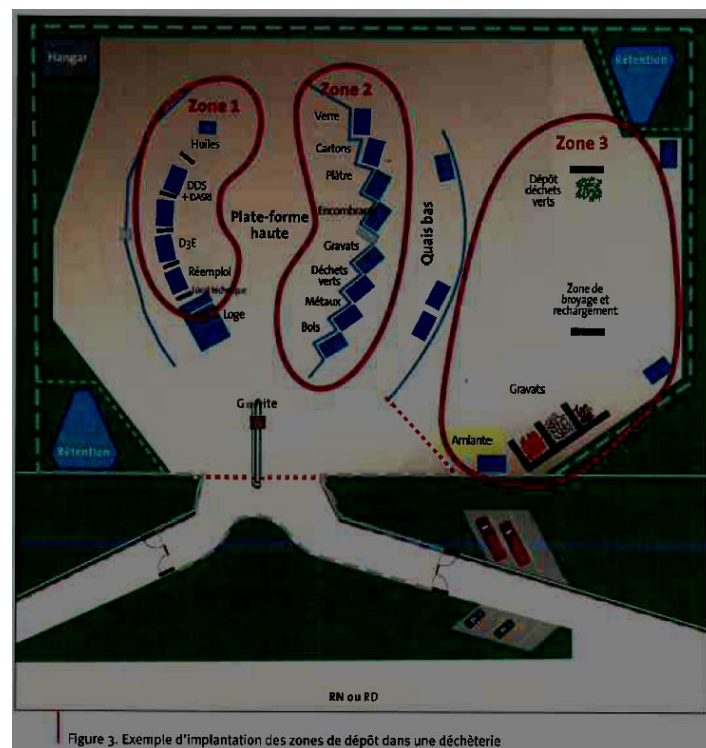 Hangar
Rétention
Zone 1
Huiles
DDS
+ DASRI
D3E
Réemploi
Local technique
Loge
Plate-forme
haute
Zone 2
Verre
Cartons
Plâtre
Encombrants
Gravats
Déchets
verts
Métaux
Bois
Quais bas
Zone 3
Dépôt
déchets
verts
Zone de
broyage et
rechargement
Gravats
Amiante
Rétention
RN ou RD
Figure 3. Exemple d'implantation des zones de dépôt dans une déchèterie